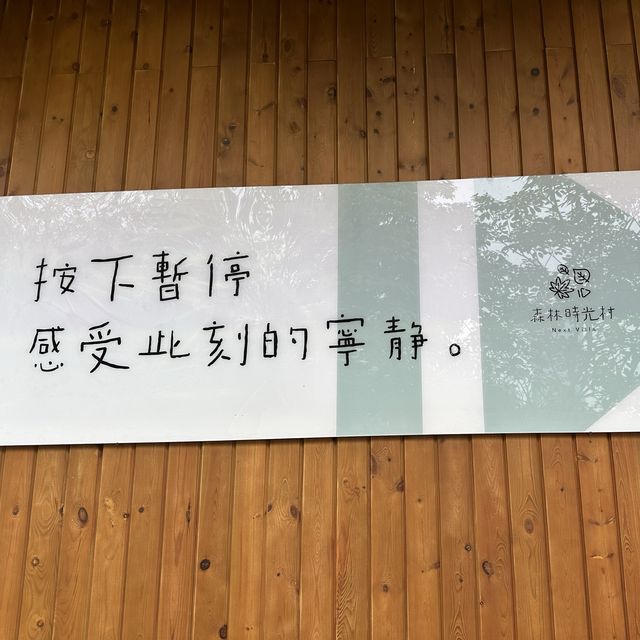 按下暫停
感受此刻的寧靜。
森林時光村
Next Villa